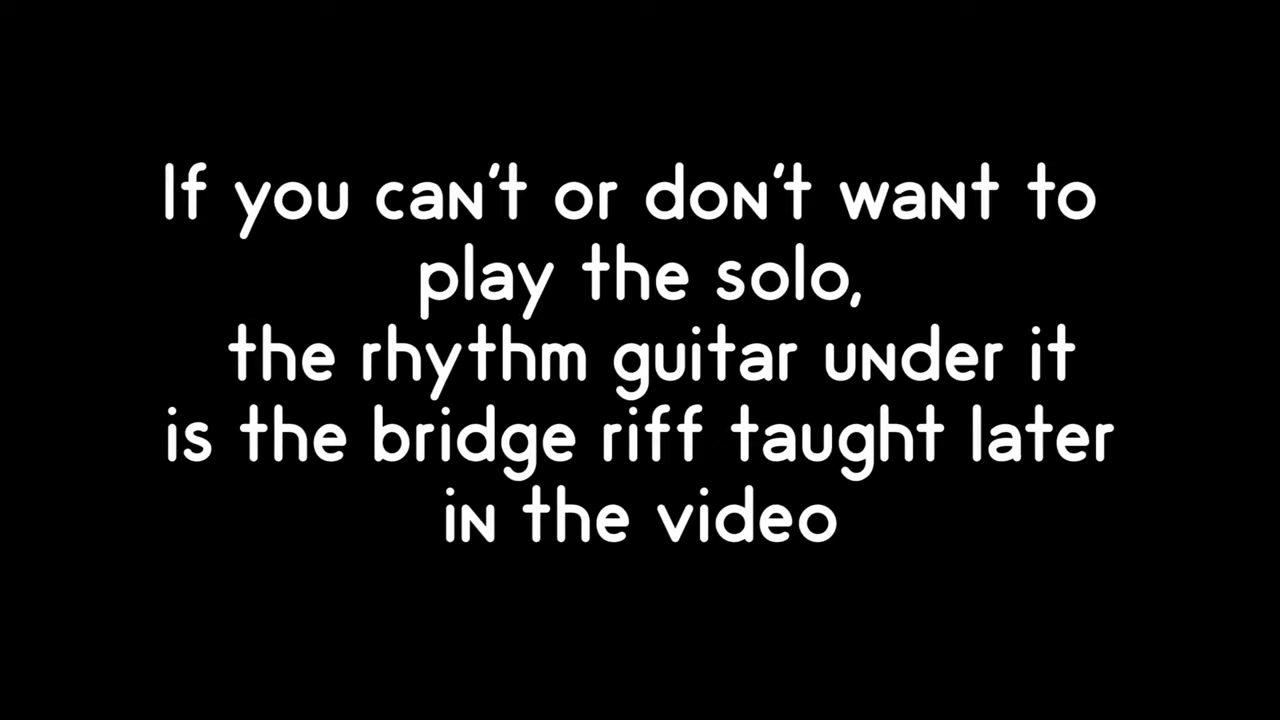 If you can't or don't want to
play the solo,
the rhythm guitar under it
is the bridge riff taught later
in the video